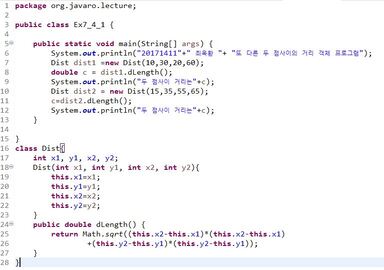 1 package org.javaro.lecture;
2
3 public class Ex7_4_1 {
4
5 public static void main(String[] args) {
6 System.out.println("20171411"+" 최육환 "+ "또 다른 두 점사이의 거리 객체 프로그램");
7 Dist dist1 =new Dist(10,30,20,60);
8 double c = dist1.dLength();
9 System.out.println("두 점사이 거리는"+c);
10 Dist dist2 = new Dist(15,35,55,65);
11 c=dist2.dLength();
12 System.out.println("두 점사이 거리는"+c);
13 }
14
15 }
16 class Dist{
17 int x1, y1, x2, y2;
18 Dist(int x1, int y1, int x2, int y2){
19 this.x1=x1;
20 this.y1=y1;
21 this.x2=x2;
22 this.y2=y2;
23 }
24 public double dLength() {
25 return Math.sqrt((this.x2-this.x1)*(this.x2-this.x1)
26 +(this.y2-this.y1)*(this.y2-this.y1));
27 }
28 }